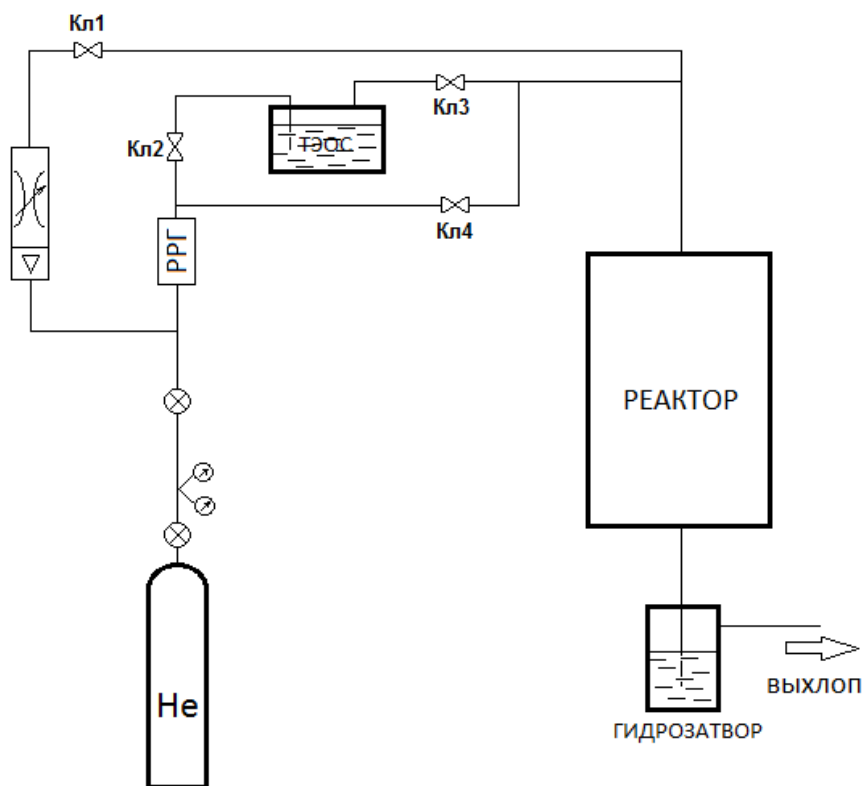 Кл1
Кл3
Кл2
ТЭОС
Кл4
РРГ
РЕАКТОР
He
ВЫХЛОП
ГИДРОЗАТВОР